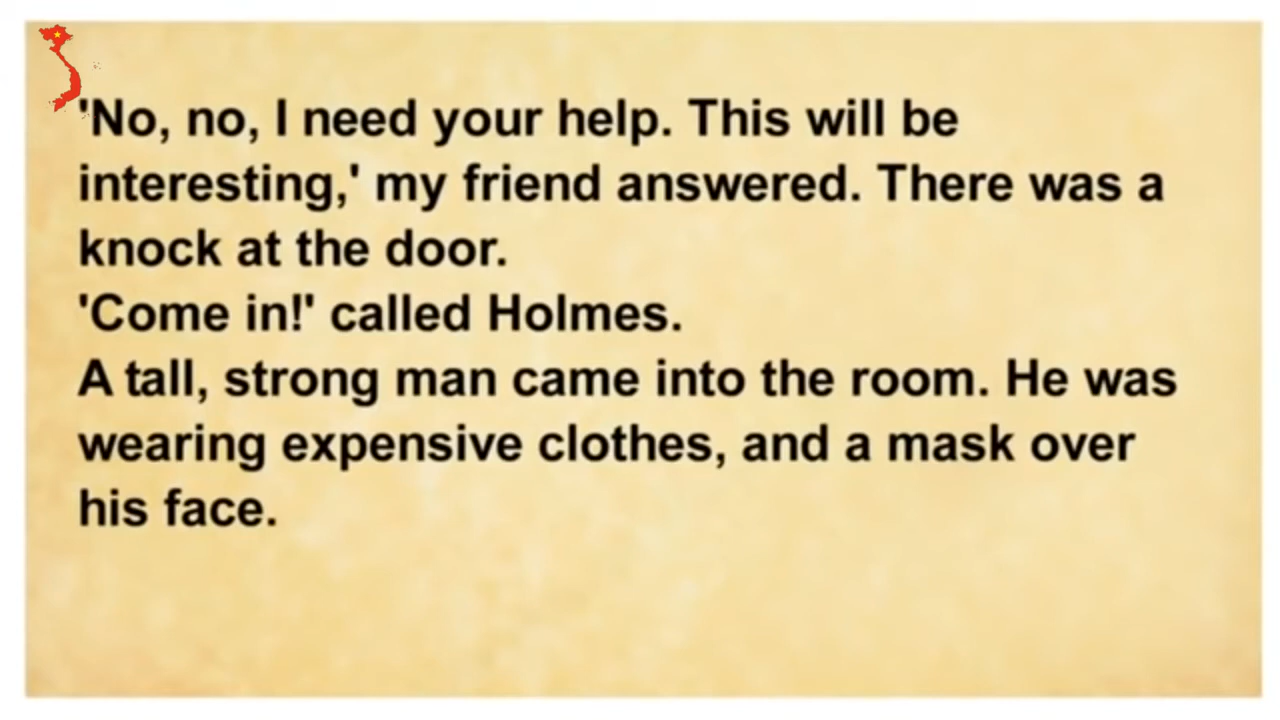 'No, no, I need your help. This will be
interesting,' my friend answered. There was a
knock at the door.
'Come in!' called Holmes.
A tall, strong man came into the room. He was
wearing expensive clothes, and a mask over
his face.